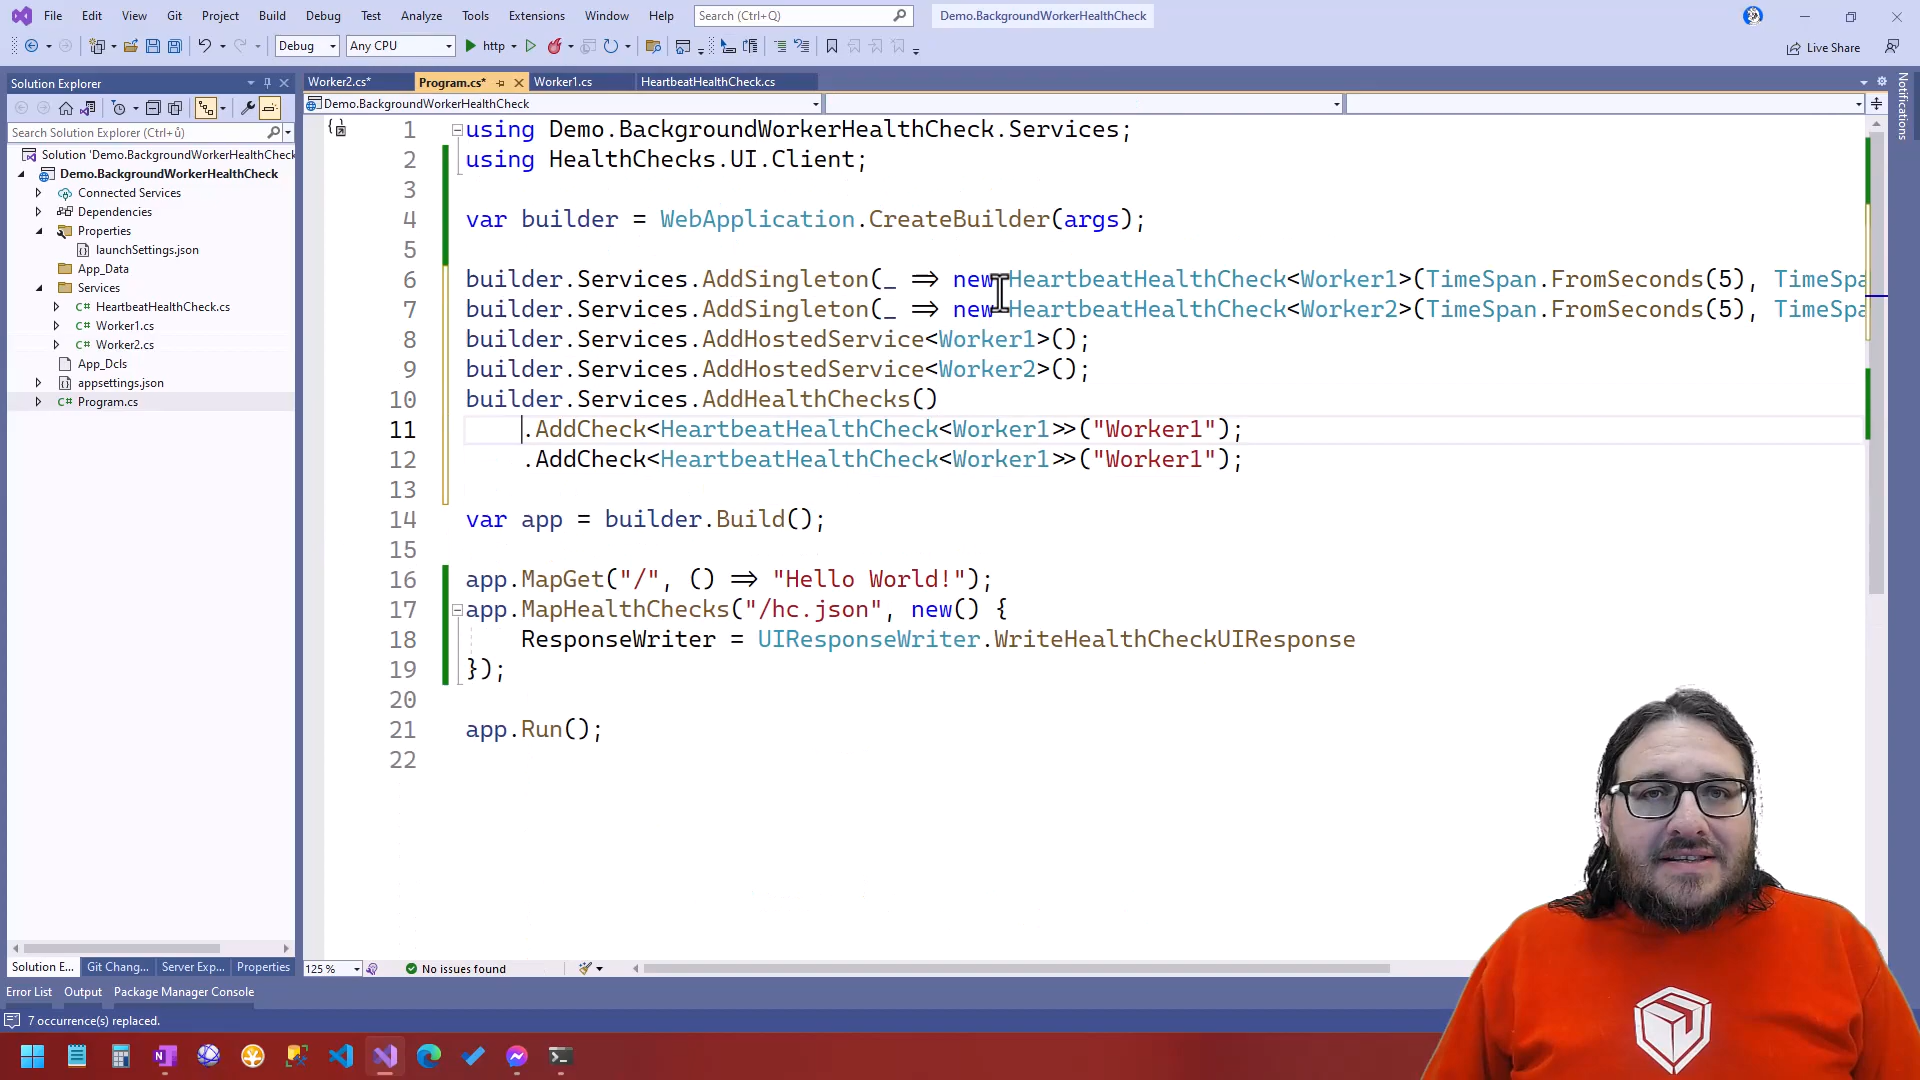 File Edit View Git Project Build Debug Test Analyze Tools Extensions Window Help Search (Ctrl+Q) Demo.BackgroundWorkerHealthCheck
Debug Any CPU http Live Share
Solution Explorer
Search Solution Explorer (Ctrl+ů)
Solution 'Demo.BackgroundWorkerHealthCheck
Demo.BackgroundWorkerHealthCheck
Connected Services
Dependencies
Properties
launchSettings.json
App_Data
Services
C# HeartbeatHealthCheck.cs
C# Worker1.cs
C# Worker2.cs
App_Dcls
appsettings.json
C# Program.cs
Solution E... Git Chang... Server Exp... Properties
Worker2.cs* Program.cs* Worker1.cs HeartbeatHealthCheck.cs
Demo.BackgroundWorkerHealthCheck
1 using Demo.BackgroundWorkerHealthCheck.Services;
2 using HealthChecks.UI.Client;
3
4 var builder = WebApplication.CreateBuilder(args);
5
6 builder.Services.AddSingleton(_ => new HeartbeatHealthCheck<Worker1>(TimeSpan.FromSeconds(5), TimeSpa
7 builder.Services.AddSingleton(_ => new HeartbeatHealthCheck<Worker2>(TimeSpan.FromSeconds(5), TimeSpa
8 builder.Services.AddHostedService<Worker1>();
9 builder.Services.AddHostedService<Worker2>();
10 builder.Services.AddHealthChecks()
11 .AddCheck<HeartbeatHealthCheck<Worker1>>("Worker1");
12 .AddCheck<HeartbeatHealthCheck<Worker1>>("Worker1");
13
14 var app = builder.Build();
15
16 app.MapGet("/", () => "Hello World!");
17 app.MapHealthChecks("/hc.json", new() {
18 ResponseWriter = UIResponseWriter.WriteHealthCheckUIResponse
19 });
20
21 app.Run();
22
125 % No issues found
Notifications
Error List Output Package Manager Console
7 occurrence(s) replaced.